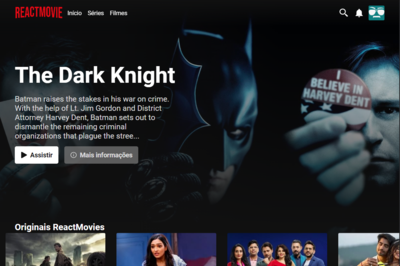 REACTMOVIE Início Séries Filmes
The Dark Knight
I BELIEVE IN HARVEY DENT
Batman raises the stakes in his war on crime.
With the help of Lt. Jim Gordon and District
Attorney Harvey Dent, Batman sets out to
dismantle the remaining criminal
organizations that plague the stree...
Assistir Mais informações
Originais ReactMovies